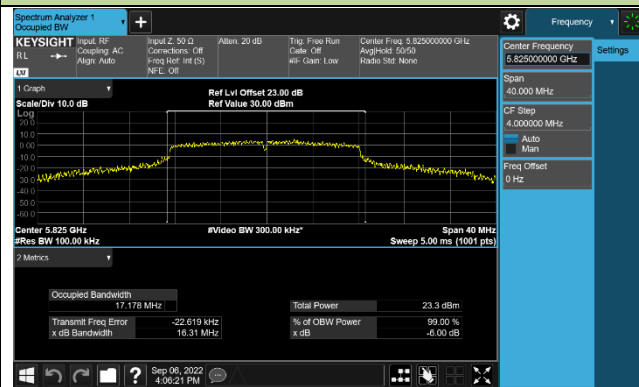 Spectrum Analyzer 1
Occupied BW
Frequency
KEYSIGHT
RL
LXI
Input: RF
Coupling: AC
Align: Auto
Input Z: 50 Ω
Corrections: Off
Freq Ref: Int (S)
NFE: Off
Atten: 20 dB
Trig: Free Run
Gate: Off
#IF Gain: Low
Center Freq: 5.825000000 GHz
Avg|Hold: 50/50
Radio Std: None
Center Frequency
5.825000000 GHz
Settings
Span
40.000 MHz
CF Step
4.000000 MHz
Auto
Man
Freq Offset
0 Hz
1 Graph
Scale/Div 10.0 dB
Ref Lvl Offset 23.00 dB
Ref Value 30.00 dBm
Log
20.0
10.0
0.00
-10.0
-20.0
-30.0
-40.0
-50.0
-60.0
Center 5.825 GHz
#Video BW 300.00 kHz*
Span 40 MHz
#Res BW 100.00 kHz
Sweep 5.00 ms (1001 pts)
2 Metrics
Occupied Bandwidth
17.178 MHz
Total Power
23.3 dBm
Transmit Freq Error
-22.619 kHz
% of OBW Power
99.00 %
x dB Bandwidth
16.31 MHz
x dB
-6.00 dB
Sep 06, 2022
4:06:21 PM